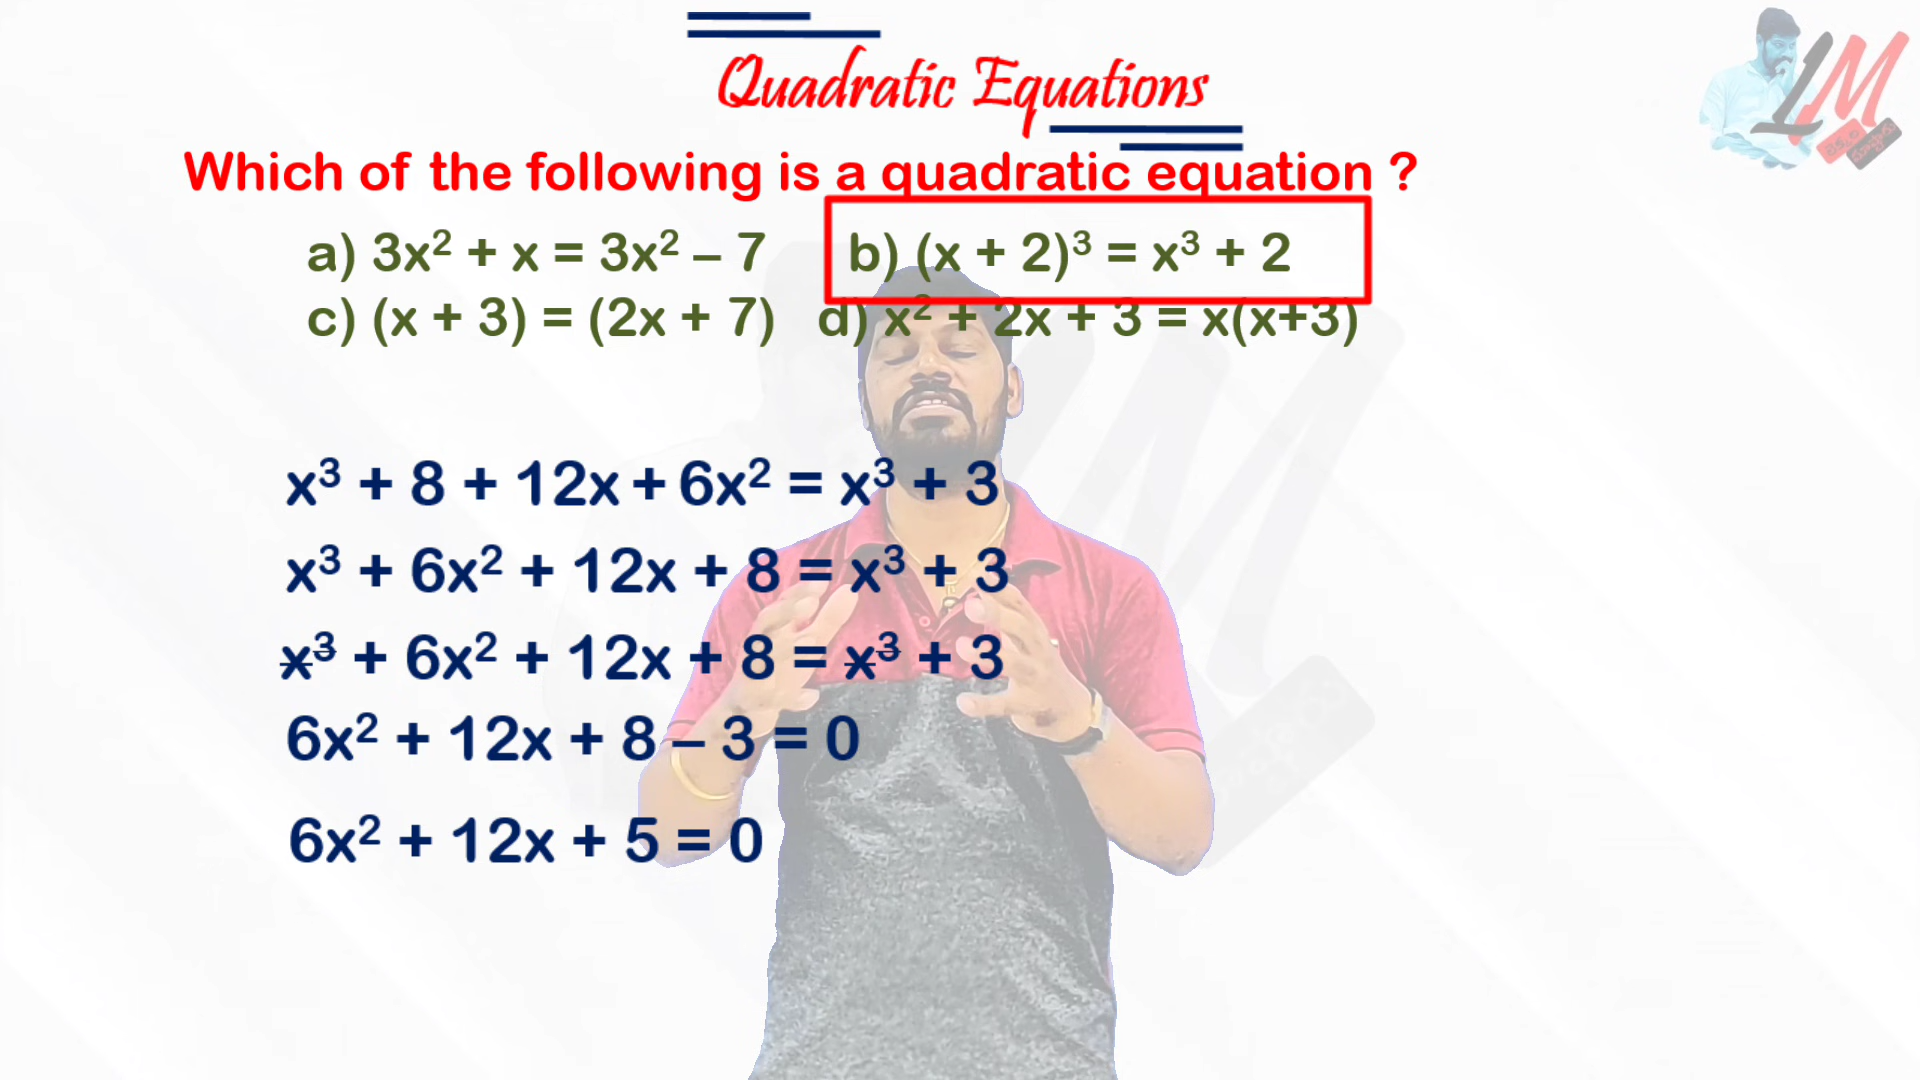 LM
Quadratic Equations
Which of the following is a quadratic equation ?
a) 3x² + x = 3x² – 7 b) (x + 2)³ = x³ + 2
c) (x + 3) = (2x + 7) d) x² + 2x + 3 = x(x+3)
x³ + 8 + 12x + 6x² = x³ + 3
x³ + 6x² + 12x + 8 = x³ + 3
x³ + 6x² + 12x + 8 = x³ + 3
6x² + 12x + 8 – 3 = 0
6x² + 12x + 5 = 0